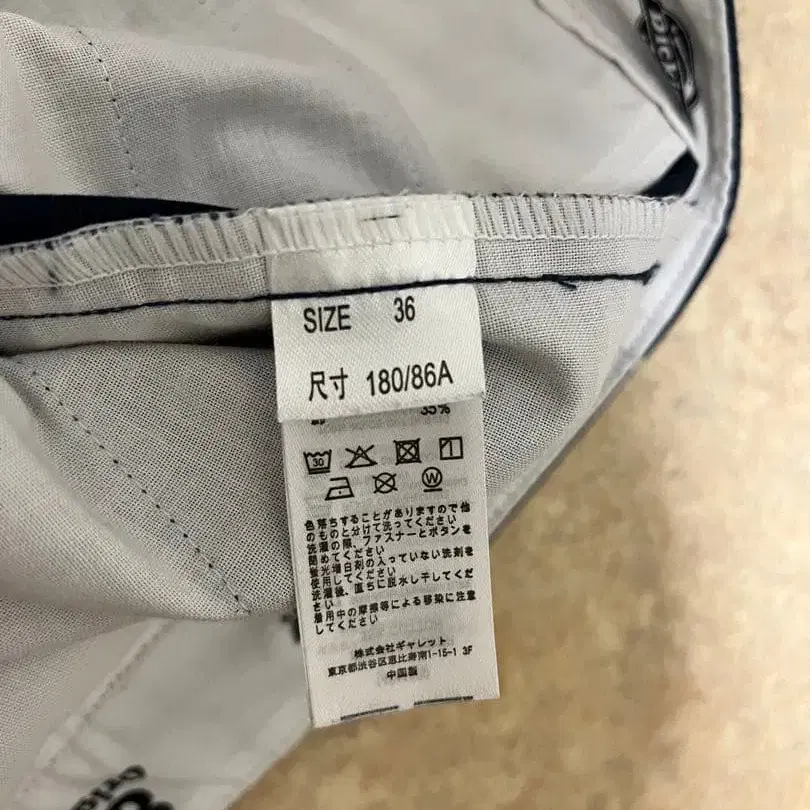 DICK
SIZE 36
尺寸 180/86A
35%
30
W
色落ちすることがありますので他
のものと分けて洗ってください
洗濯の際、ファスナーとボタンを
閉めてください
蛍光増白剤の入っていない洗剤を
使用してください
洗濯後、直ちに脱水し干してくだ
さい
着用中の摩擦等による移染に注意
してください
株式会社ギャレット
東京都渋谷区恵比寿南1-15-1 3F
中国製